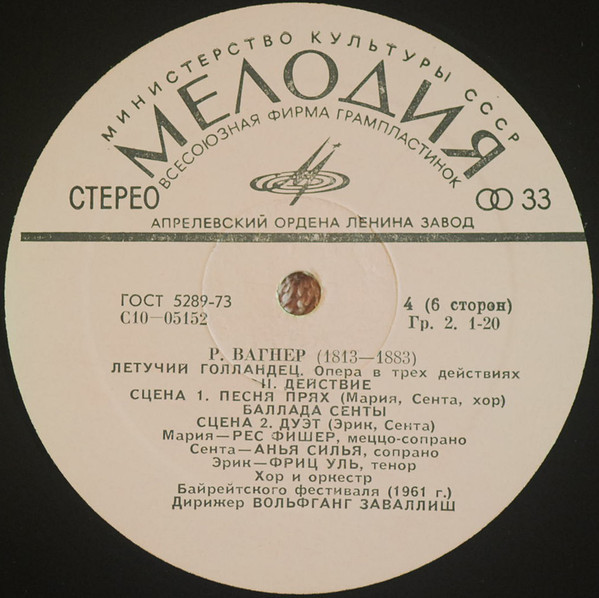 МИНИСТЕРСТВО КУЛЬТУРЫ СССР
МЕЛОДИЯ
ВСЕСОЮЗНАЯ ФИРМА ГРАМПЛАСТИНОК
СТЕРЕО 33
АПРЕЛЕВСКИЙ ОРДЕНА ЛЕНИНА ЗАВОД
ГОСТ 5289-73 4 (6 сторон)
С10—05152 Гр. 2. 1-20
Р. ВАГНЕР (1813—1883)
ЛЕТУЧИЙ ГОЛЛАНДЕЦ. Опера в трех действиях
II. ДЕЙСТВИЕ
СЦЕНА 1. ПЕСНЯ ПРЯХ (Мария, Сента, хор)
БАЛЛАДА СЕНТЫ
СЦЕНА 2. ДУЭТ (Эрик, Сента)
Мария—РЕС ФИШЕР, меццо-сопрано
Сента—АНЬЯ СИЛЬЯ, сопрано
Эрик—ФРИЦ УЛЬ, тенор
Хор и оркестр
Байрейтского фестиваля (1961 г.)
Дирижер ВОЛЬФГАНГ ЗАВАЛЛИШ